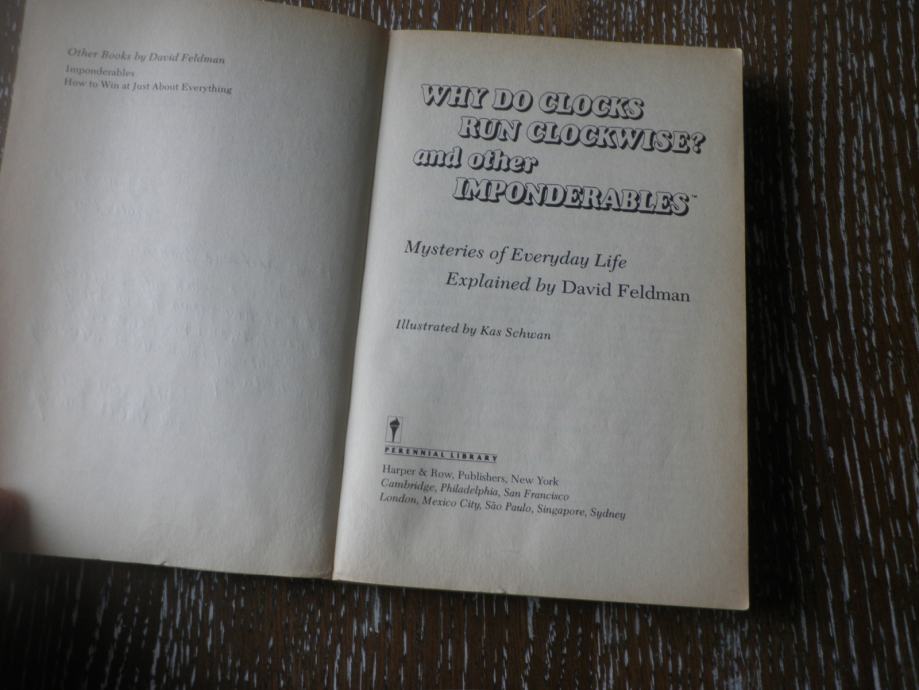 Other Books by David Feldman
Imponderables
How to Win at Just About Everything
WHY DO CLOCKS
RUN CLOCKWISE?
and other
IMPONDERABLES™
Mysteries of Everyday Life
Explained by David Feldman
Illustrated by Kas Schwan
PERENNIAL LIBRARY
Harper & Row, Publishers, New York
Cambridge, Philadelphia, San Francisco
London, Mexico City, São Paulo, Singapore, Sydney